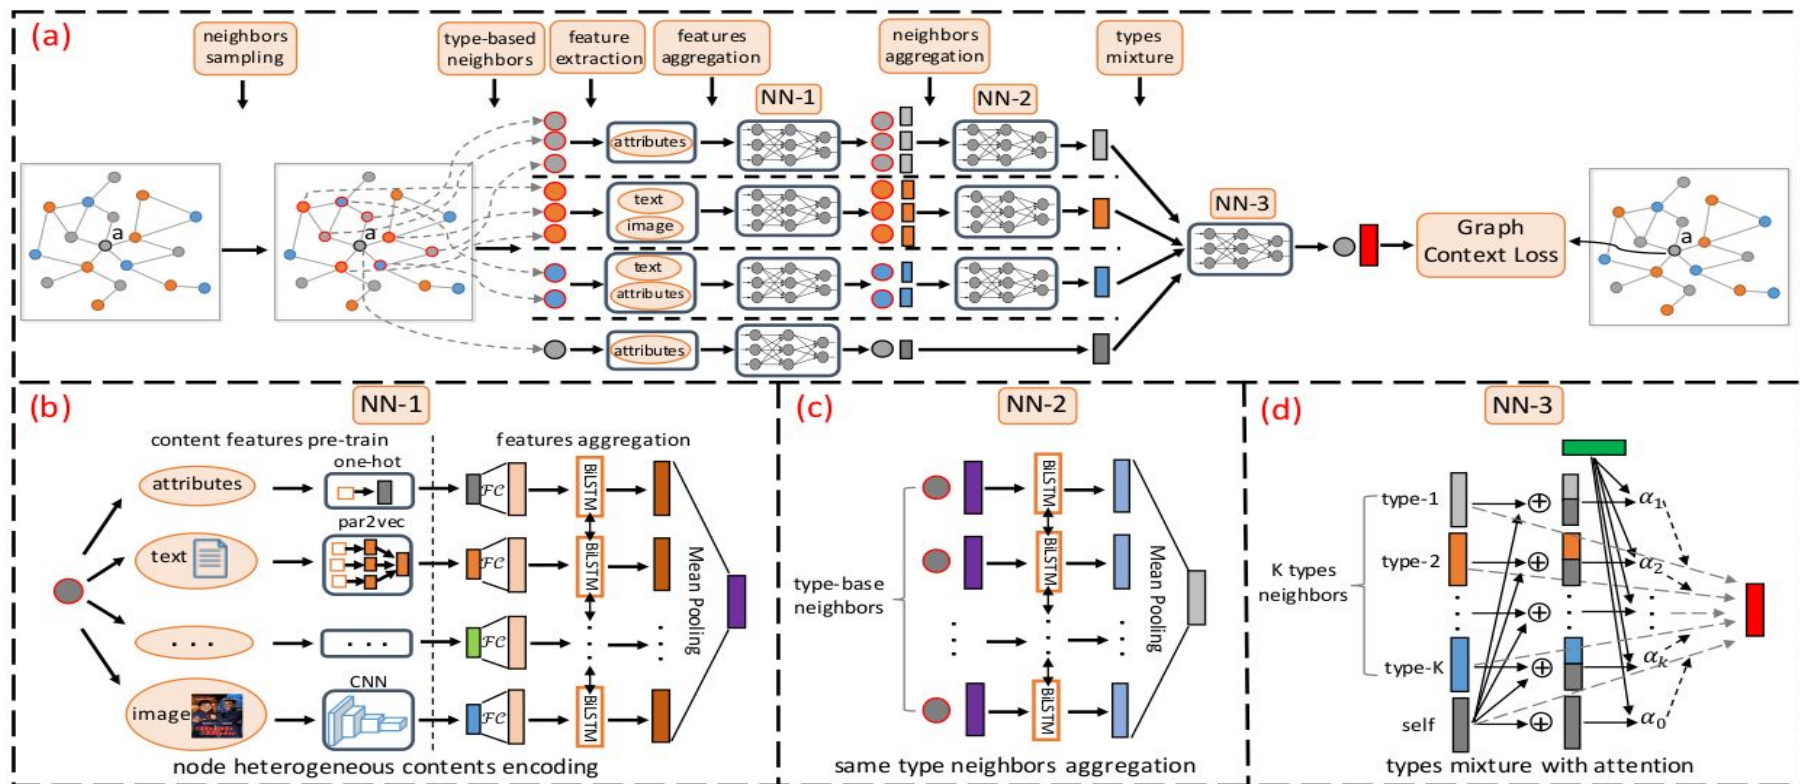 (a)
neighbors
sampling
type-based
neighbors
feature
extraction
features
aggregation
neighbors
aggregation
types
mixture
NN-1
NN-2
attributes
text
image
text
attributes
attributes
a
a
NN-3
Graph
Context Loss
a
(b)
NN-1
content features pre-train
features aggregation
one-hot
attributes
FC
BiLSTM
par2vec
text
FC
BiLSTM
. . .
. . .
FC
Mean Pooling
CNN
image
FC
BiLSTM
node heterogeneous contents encoding
(c)
NN-2
BiLSTM
BiLSTM
type-base
neighbors
Mean Pooling
BiLSTM
same type neighbors aggregation
(d)
NN-3
type-1
α1
type-2
α2
K types
neighbors
type-K
αk
self
α0
types mixture with attention